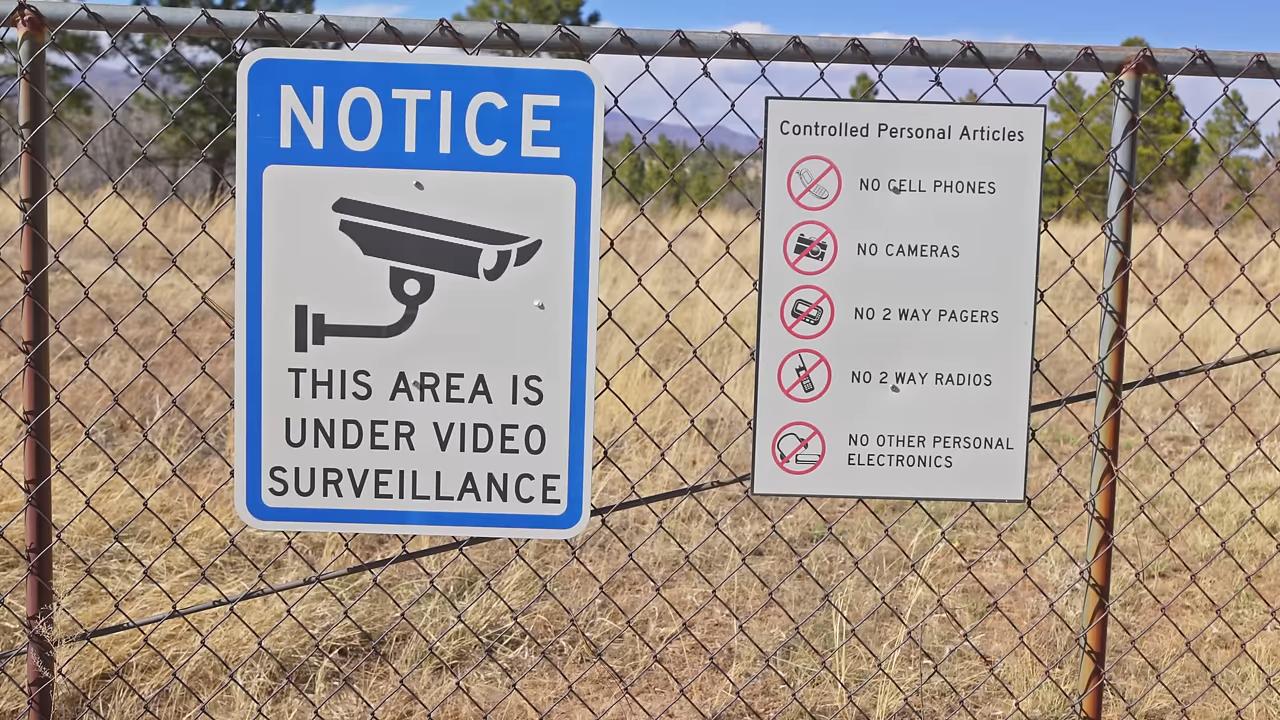 NOTICE
THIS AREA IS
UNDER VIDEO
SURVEILLANCE
Controlled Personal Articles
NO CELL PHONES
NO CAMERAS
NO 2 WAY PAGERS
NO 2 WAY RADIOS
NO OTHER PERSONAL
ELECTRONICS